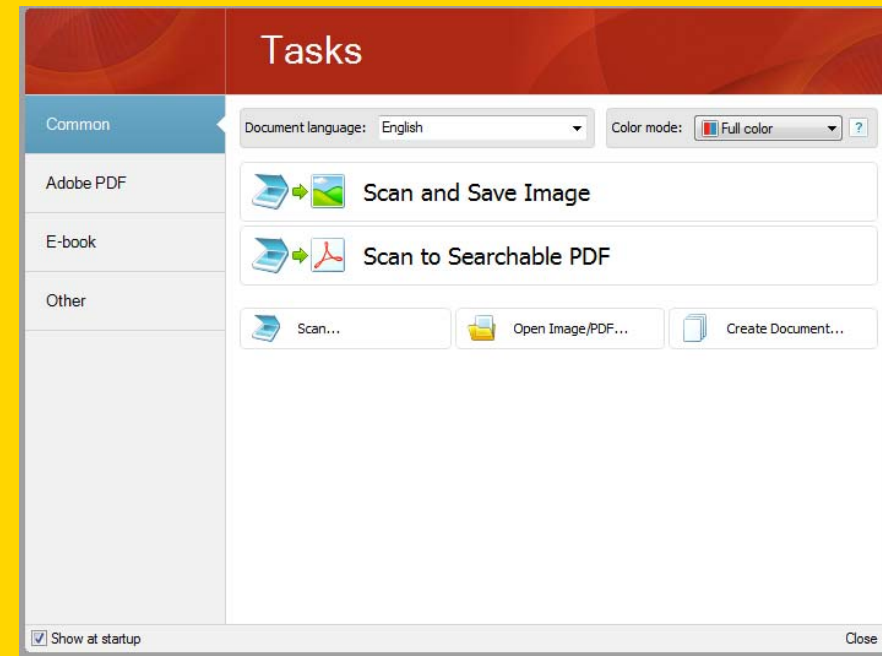 Tasks
Common
Document language: English
Color mode: Full color ?
Adobe PDF
Scan and Save Image
E-book
Scan to Searchable PDF
Other
Scan...
Open Image/PDF...
Create Document...
Show at startup
Close